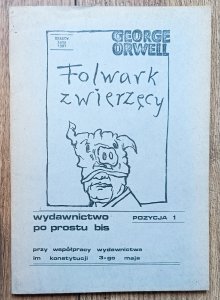 GEORGE
ORWELL
Folwark
zwierzęcy
wydawnictwo
po prostu bis
POZYCJA 1
przy współpracy wydawnictwa
im konstytucji 3-go maja